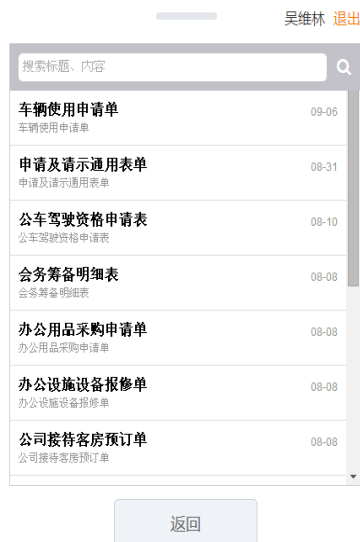 吴维林 退出
搜索标题、内容
车辆使用申请单 09-06
车辆使用申请单
申请及请示通用表单 08-31
申请及请示通用表单
公车驾驶资格申请表 08-10
公车驾驶资格申请表
会务筹备明细表 08-08
会务筹备明细表
办公用品采购申请单 08-08
办公用品采购申请单
办公设施设备报修单 08-08
办公设施设备报修单
公司接待客房预订单 08-08
公司接待客房预订单
返回